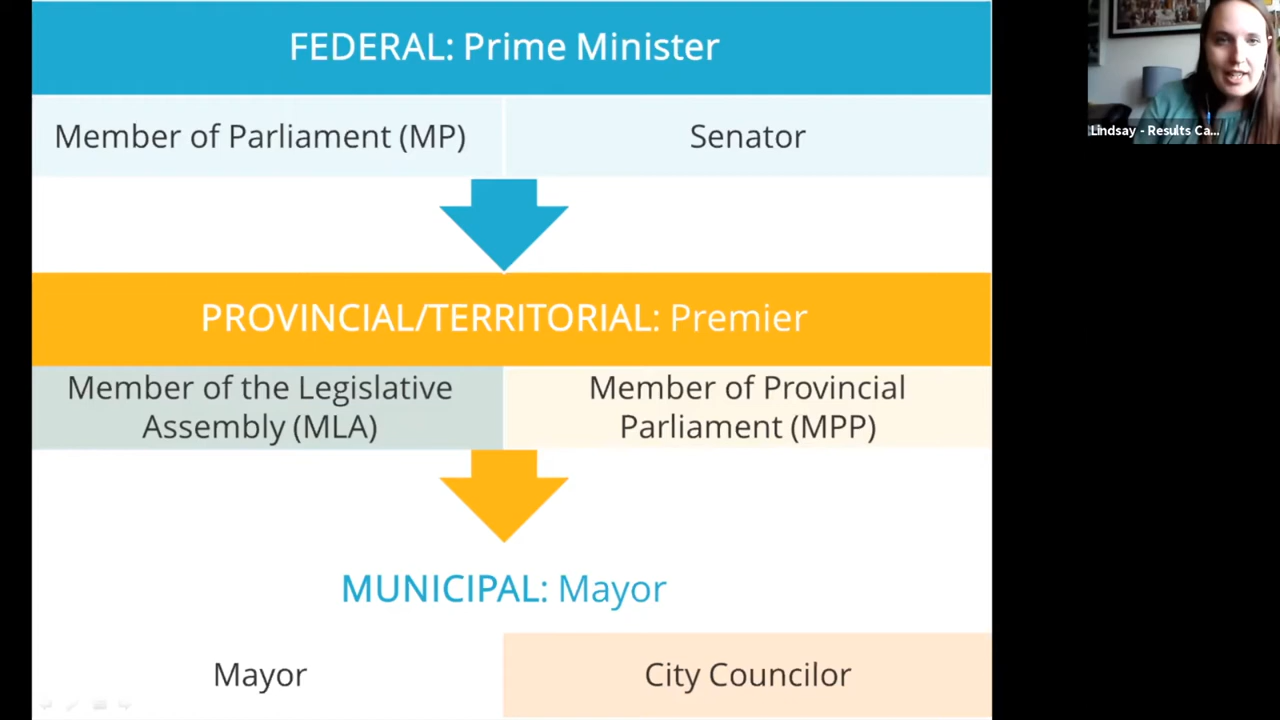 FEDERAL: Prime Minister
Member of Parliament (MP)
Senator
PROVINCIAL/TERRITORIAL: Premier
Member of the Legislative
Assembly (MLA)
Member of Provincial
Parliament (MPP)
MUNICIPAL: Mayor
Mayor
City Councilor
Lindsay - Results Ca...